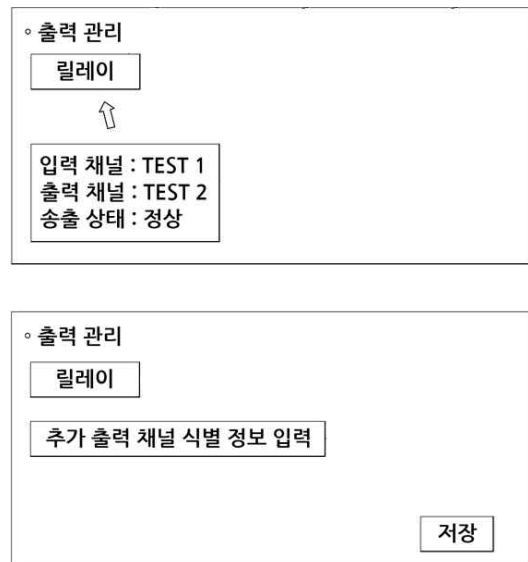 ◦ 출력 관리
릴레이
입력 채널 : TEST 1
출력 채널 : TEST 2
송출 상태 : 정상
◦ 출력 관리
릴레이
추가 출력 채널 식별 정보 입력
저장